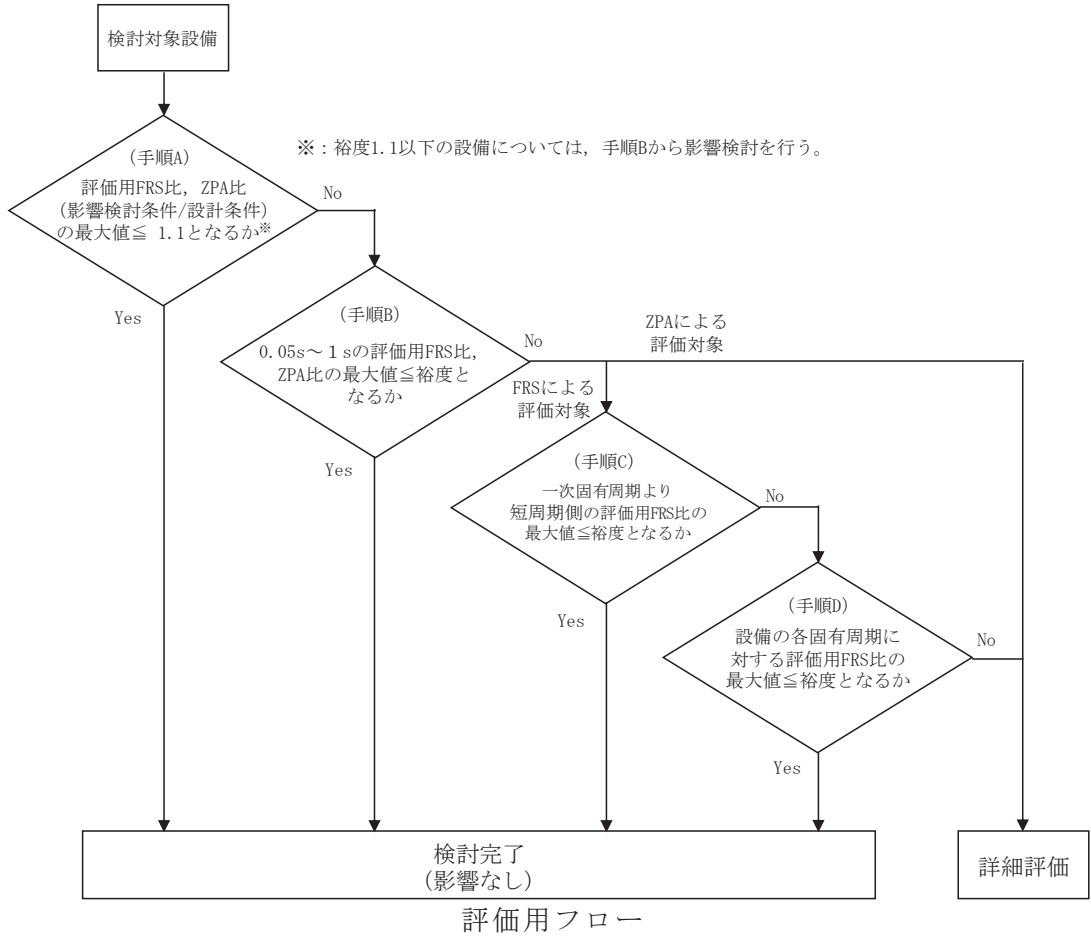 検討対象設備
※：裕度1.1以下の設備については，手順Bから影響検討を行う。
（手順A）
評価用FRS比，ZPA比
（影響検討条件/設計条件）
の最大値≦ 1.1となるか※
No
Yes
（手順B）
0.05s～１sの評価用FRS比，
ZPA比の最大値≦裕度と
なるか
No
Yes
ZPAによる
評価対象
FRSによる
評価対象
（手順C）
一次固有周期より
短周期側の評価用FRS比の
最大値≦裕度となるか
No
Yes
（手順D）
設備の各固有周期に
対する評価用FRS比の
最大値≦裕度となるか
No
Yes
検討完了
（影響なし）
詳細評価
評価用フロー